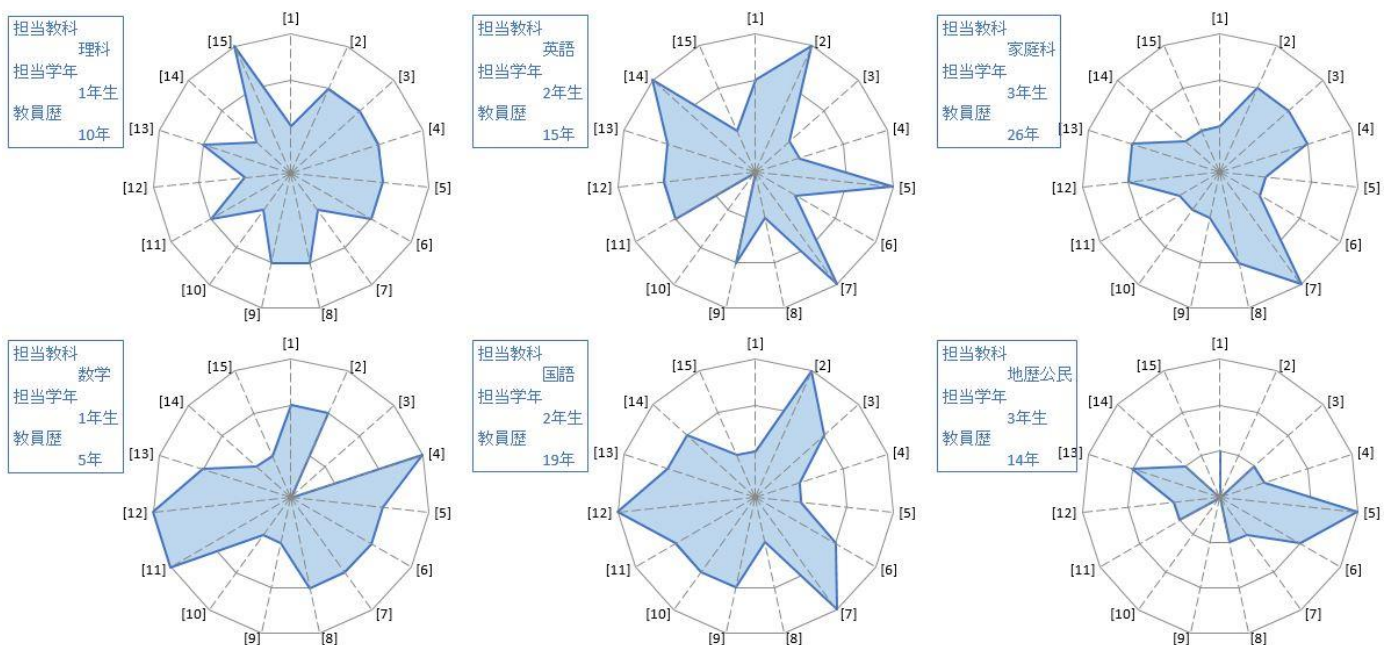 担当教科
理科
担当学年
1年生
教員歴
10年
[1]
[2]
[3]
[4]
[5]
[6]
[7]
[8]
[9]
[10]
[11]
[12]
[13]
[14]
[15]
担当教科
英語
担当学年
2年生
教員歴
15年
[1]
[2]
[3]
[4]
[5]
[6]
[7]
[8]
[9]
[10]
[11]
[12]
[13]
[14]
[15]
担当教科
家庭科
担当学年
3年生
教員歴
26年
[1]
[2]
[3]
[4]
[5]
[6]
[7]
[8]
[9]
[10]
[11]
[12]
[13]
[14]
[15]
担当教科
数学
担当学年
1年生
教員歴
5年
[1]
[2]
[3]
[4]
[5]
[6]
[7]
[8]
[9]
[10]
[11]
[12]
[13]
[14]
[15]
担当教科
国語
担当学年
2年生
教員歴
19年
[1]
[2]
[3]
[4]
[5]
[6]
[7]
[8]
[9]
[10]
[11]
[12]
[13]
[14]
[15]
担当教科
地歴公民
担当学年
3年生
教員歴
14年
[1]
[2]
[3]
[4]
[5]
[6]
[7]
[8]
[9]
[10]
[11]
[12]
[13]
[14]
[15]